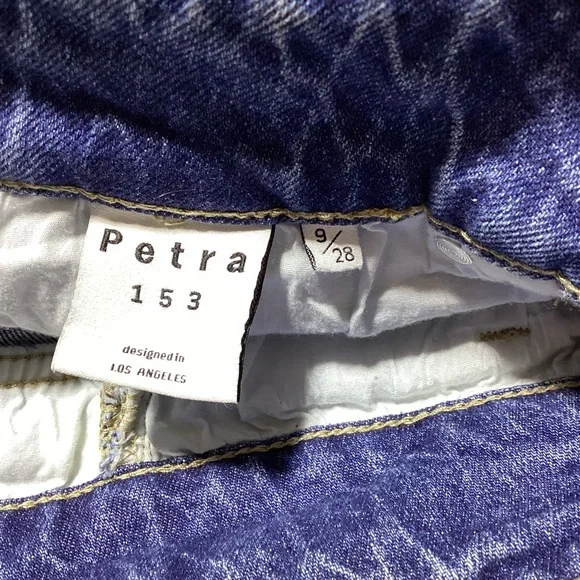 Petra
153
designed in
LOS ANGELES
9/28